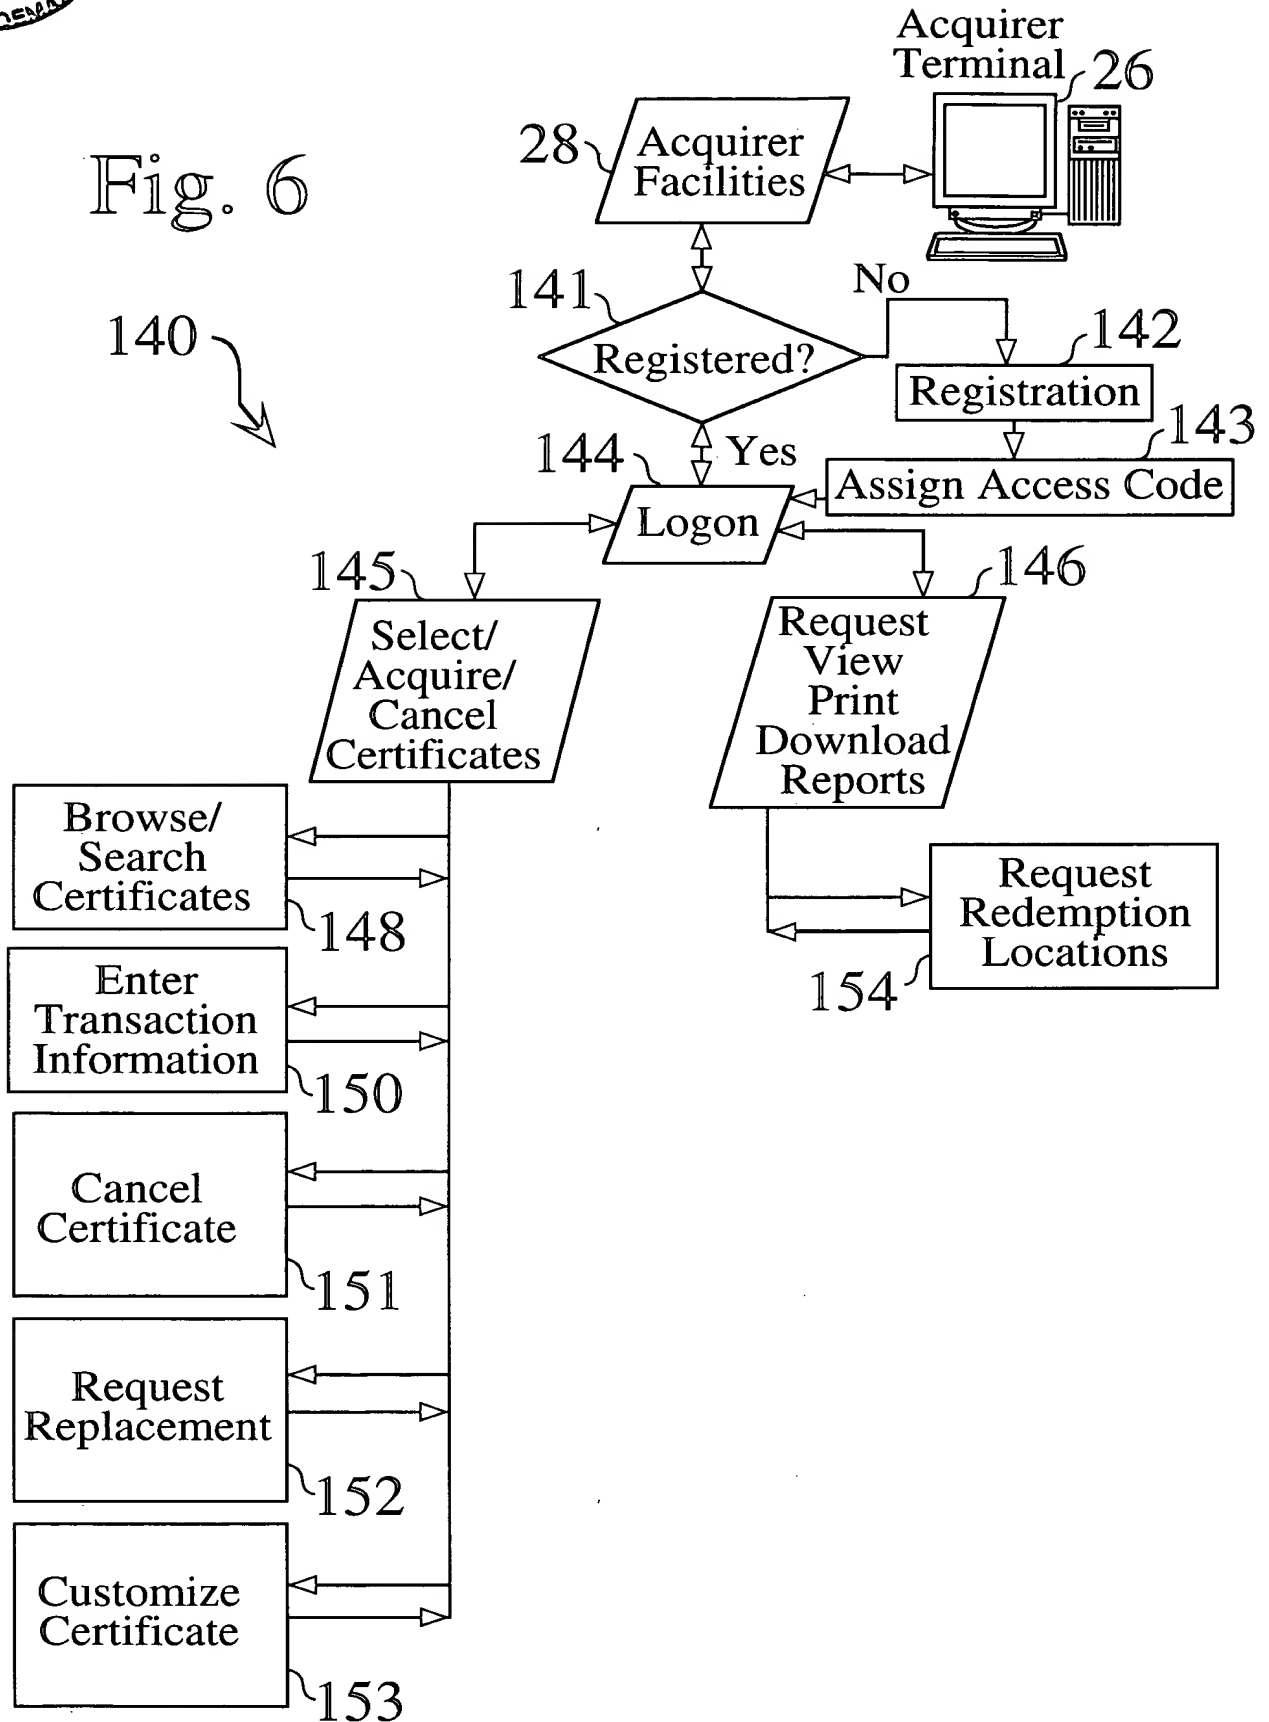 Acquirer
Terminal 26
28 Acquirer
Facilities
Fig. 6
141 No
140 Registered? 142
Registration
144 Yes 143
Assign Access Code
Logon
145 146
Select/
Acquire/
Cancel
Certificates
Request
View
Print
Download
Reports
Browse/
Search
Certificates
148
Request
Redemption
Locations
154
Enter
Transaction
Information
150
Cancel
Certificate
151
Request
Replacement
152
Customize
Certificate
153